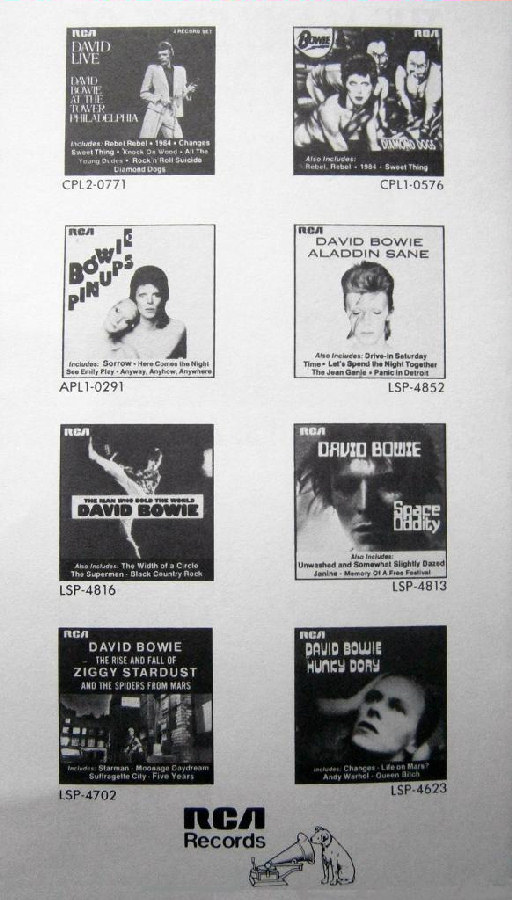 RCA
2 RECORD SET
DAVID
LIVE
DAVID
BOWIE
AT THE
TOWER
PHILADELPHIA
Includes: Rebel Rebel • 1984 • Changes
Sweet Thing • Knock On Wood • All The
Young Dudes • Rock 'n' Roll Suicide
Diamond Dogs
CPL2-0771
BOWIE
RCA
DIAMOND DOGS
Also Includes:
Rebel, Rebel • 1984 • Sweet Thing
CPL1-0576
RCA
BOWIE
PINUPS
Includes: Sorrow • Here Comes the Night
See Emily Play • Anyway, Anyhow, Anywhere
APL1-0291
RCA
DAVID BOWIE
ALADDIN SANE
Also Includes: Drive-In Saturday
Time • Let's Spend the Night Together
The Jean Genie • Panic in Detroit
LSP-4852
RCA
THE MAN WHO SOLD THE WORLD
DAVID BOWIE
Also Includes: The Width of a Circle
The Supermen • Black Country Rock
LSP-4816
RCA
DAVID BOWIE
Space
Oddity
Also Includes:
Unwashed and Somewhat Slightly Dazed
Janine • Memory Of A Free Festival
LSP-4813
RCA
DAVID BOWIE
THE RISE AND FALL OF
ZIGGY STARDUST
AND THE SPIDERS FROM MARS
Includes: Starman • Moonage Daydream
Suffragette City • Five Years
LSP-4702
RCA
DAVID BOWIE
HUNKY DORY
Includes: Changes • Life on Mars?
Andy Warhol • Queen Bitch
LSP-4623
RCA
Records